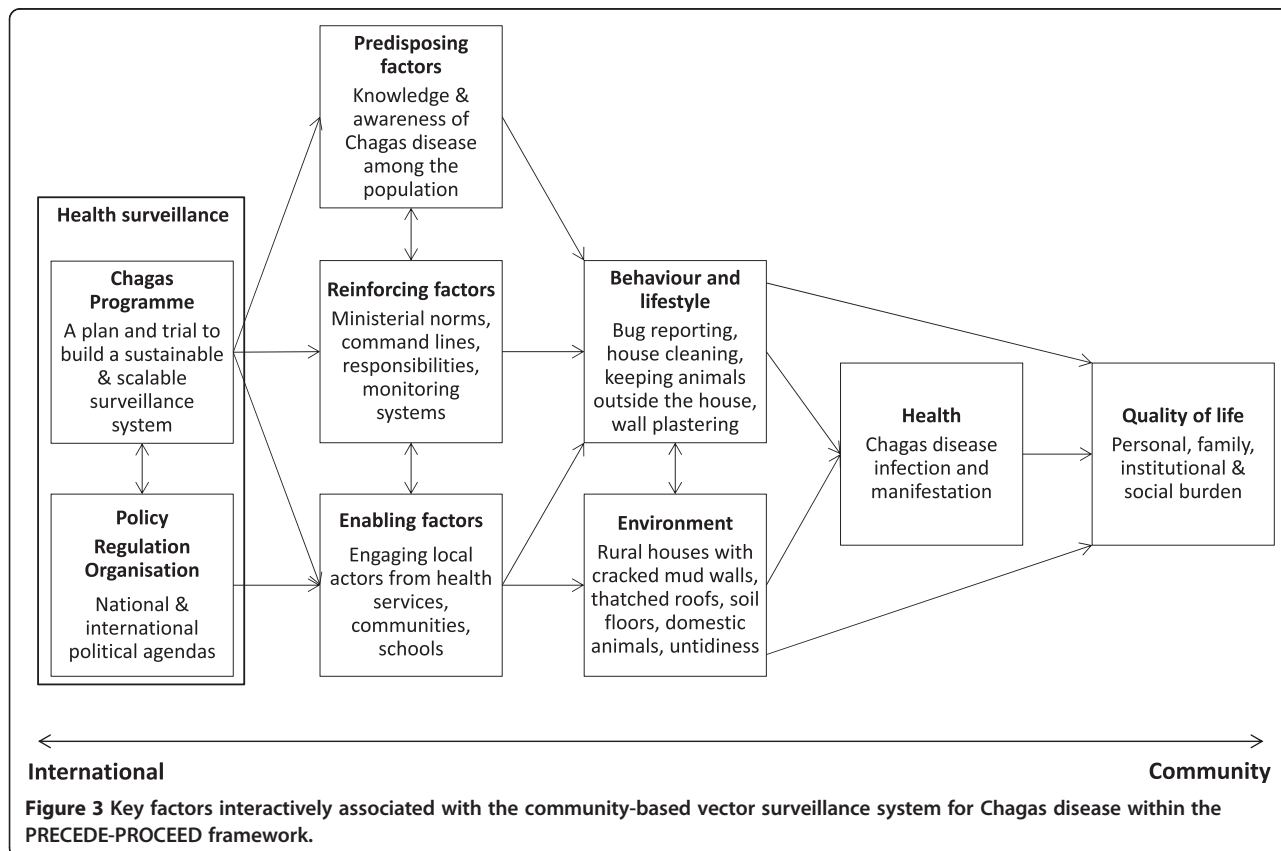 Predisposing
factors
Knowledge &
awareness of
Chagas disease
among the
population
Health surveillance
Chagas
Programme
A plan and trial to
build a sustainable
& scalable
surveillance
system
Reinforcing factors
Ministerial norms,
command lines,
responsibilities,
monitoring
systems
Behaviour and
lifestyle
Bug reporting,
house cleaning,
keeping animals
outside the house,
wall plastering
Health
Chagas disease
infection and
manifestation
Quality of life
Personal, family,
institutional &
social burden
Policy
Regulation
Organisation
National &
international
political agendas
Enabling factors
Engaging local
actors from health
services,
communities,
schools
Environment
Rural houses with
cracked mud walls,
thatched roofs, soil
floors, domestic
animals, untidiness
International
Community
Figure 3 Key factors interactively associated with the community-based vector surveillance system for Chagas disease within the
PRECEDE-PROCEED framework.